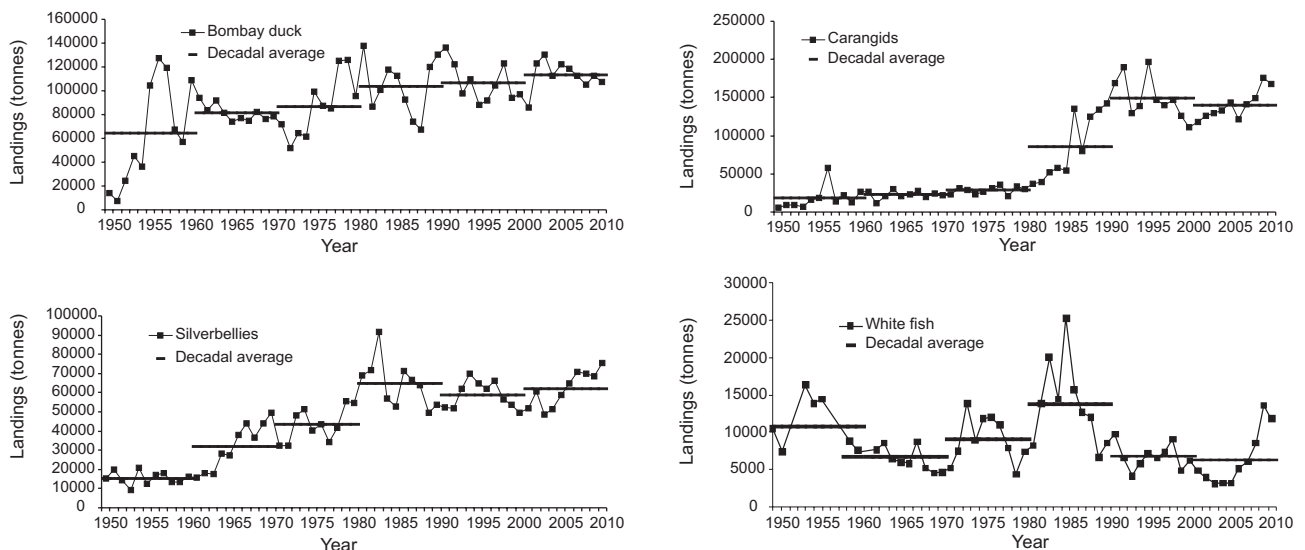 Landings (tonnes)
160000
140000
120000
100000
80000
60000
40000
20000
0
Bombay duck
Decadal average
1950 1955 1960 1965 1970 1975 1980 1985 1990 1995 2000 2005 2010
Year
Landings (tonnes)
250000
200000
150000
100000
50000
0
Carangids
Decadal average
1950 1955 1960 1965 1970 1975 1980 1985 1990 1995 2000 2005 2010
Year
Landings (tonnes)
100000
90000
80000
70000
60000
50000
40000
30000
20000
10000
0
Silverbellies
Decadal average
1950 1955 1960 1965 1970 1975 1980 1985 1990 1995 2000 2005 2010
Year
Landings (tonnes)
30000
25000
20000
15000
10000
5000
0
White fish
Decadal average
1950 1955 1960 1965 1970 1975 1980 1985 1990 1995 2000 2005 2010
Year